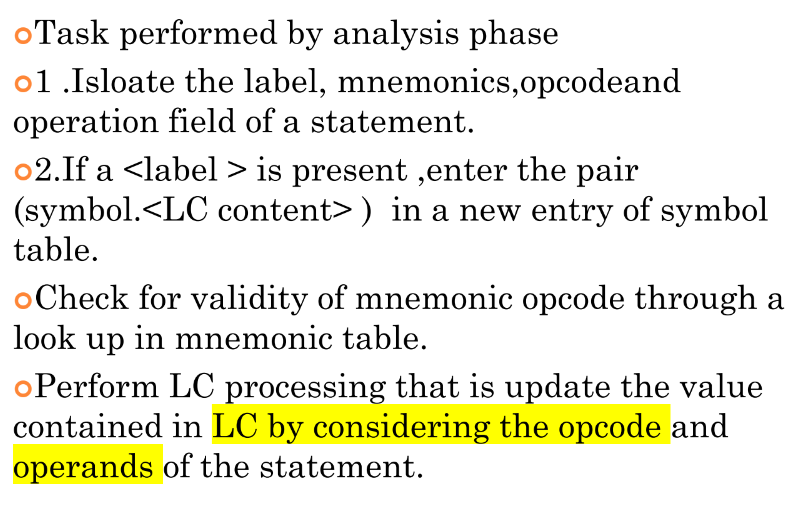 Task performed by analysis phase
1 .Isloate the label, mnemonics,opcodeand
operation field of a statement.
2.If a <label > is present ,enter the pair
(symbol.<LC content> )  in a new entry of symbol
table.
Check for validity of mnemonic opcode through a
look up in mnemonic table.
Perform LC processing that is update the value
contained in LC by considering the opcode and
operands of the statement.